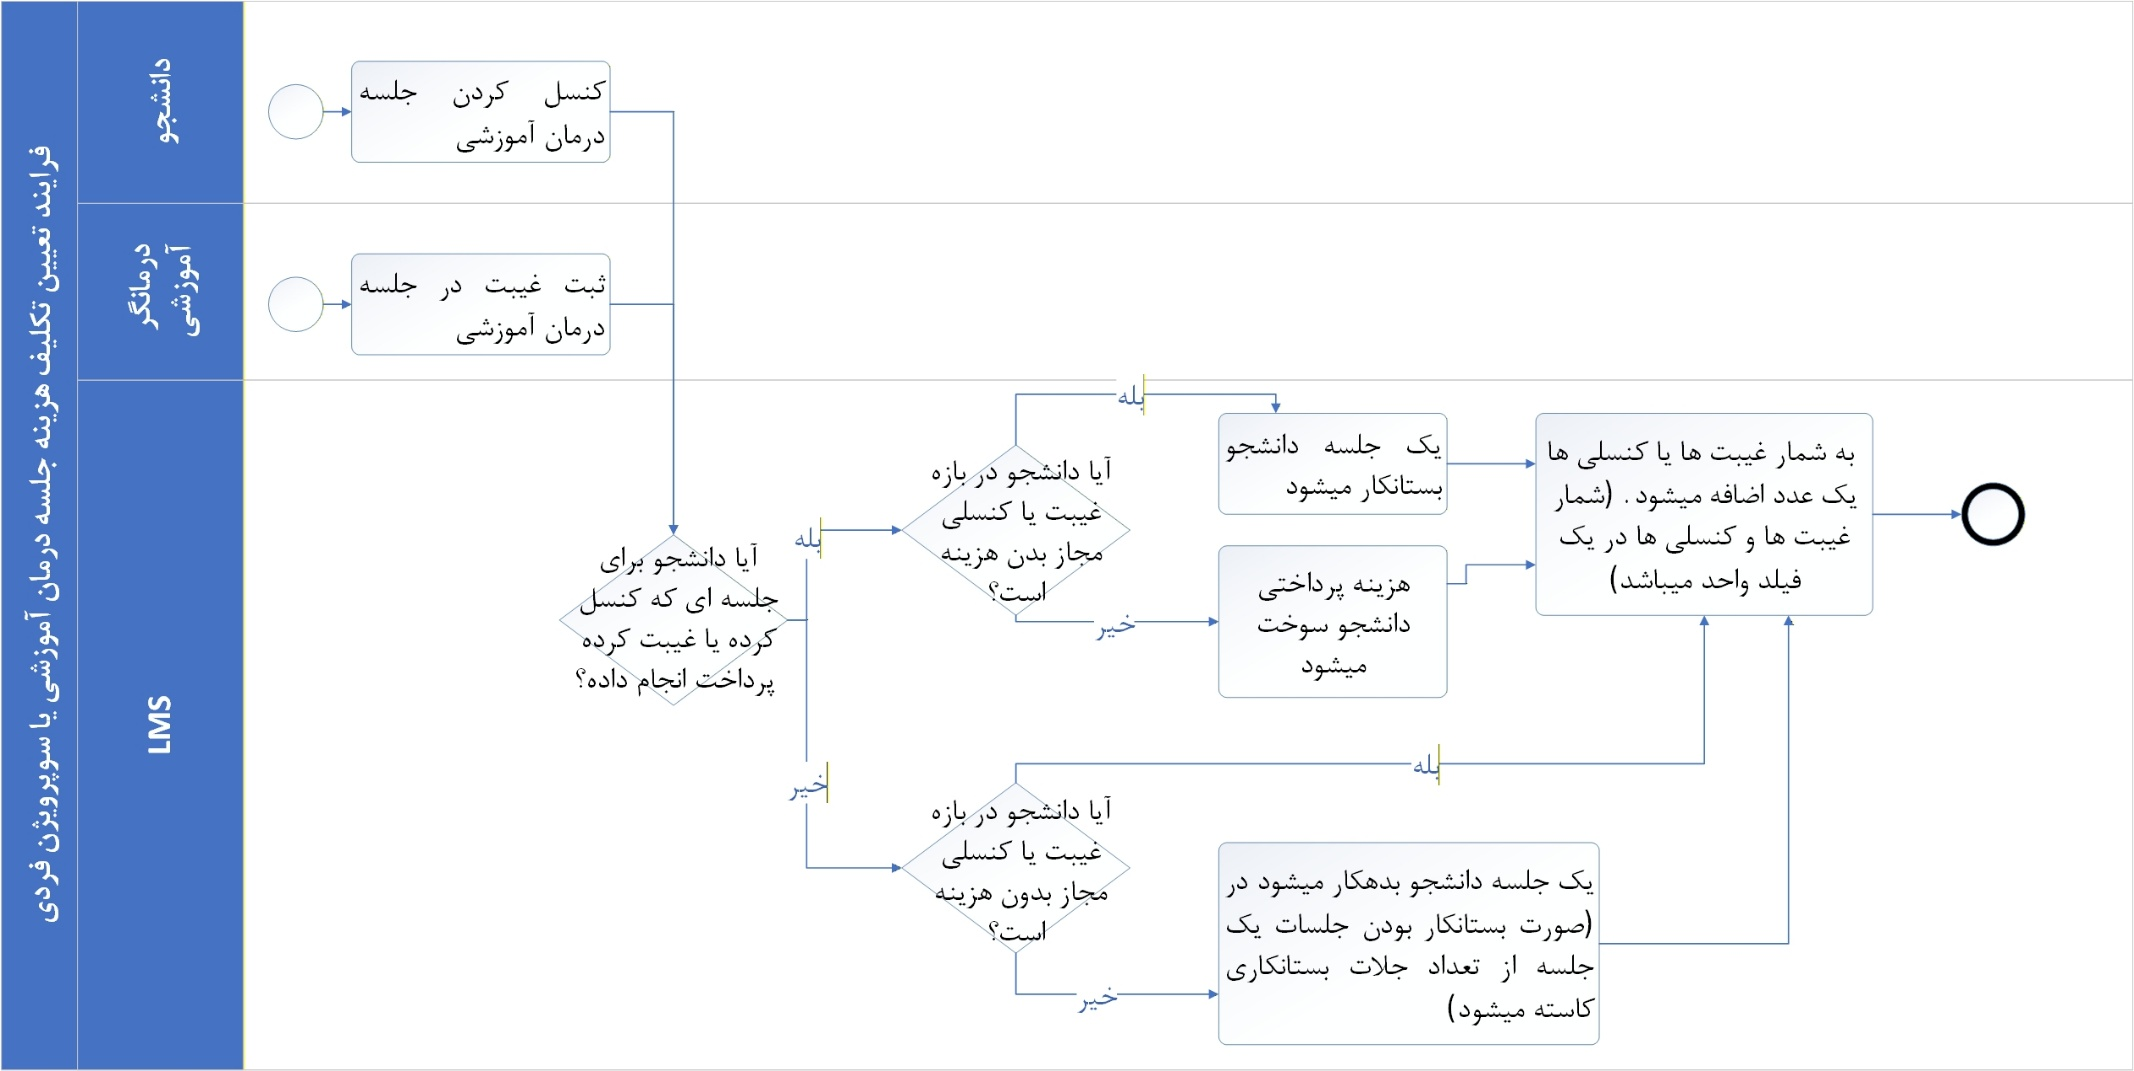 فرایند تعیین تکلیف هزینه جلسه درمان آموزشی یا سوپرویژن فردی
دانشجو
کنسل کردن جلسه
درمان آموزشی
درمانگر
آموزشی
ثبت غیبت در جلسه
درمان آموزشی
LMS
آیا دانشجو برای
جلسه ای که کنسل
کرده یا غیبت کرده
پرداخت انجام داده؟
بله
خیر
آیا دانشجو در بازه
غیبت یا کنسلی
مجاز بدن هزینه
است؟
بله
خیر
یک جلسه دانشجو
بستانکار میشود
هزینه پرداختی
دانشجو سوخت
میشود
آیا دانشجو در بازه
غیبت یا کنسلی
مجاز بدون هزینه
است؟
بله
خیر
یک جلسه دانشجو بدهکار میشود در
(صورت بستانکار بودن جلسات یک
جلسه از تعداد جلات بستانکاری
کاسته میشود)
به شمار غیبت ها یا کنسلی ها
یک عدد اضافه میشود . (شمار
غیبت ها و کنسلی ها در یک
فیلد واحد میباشد)